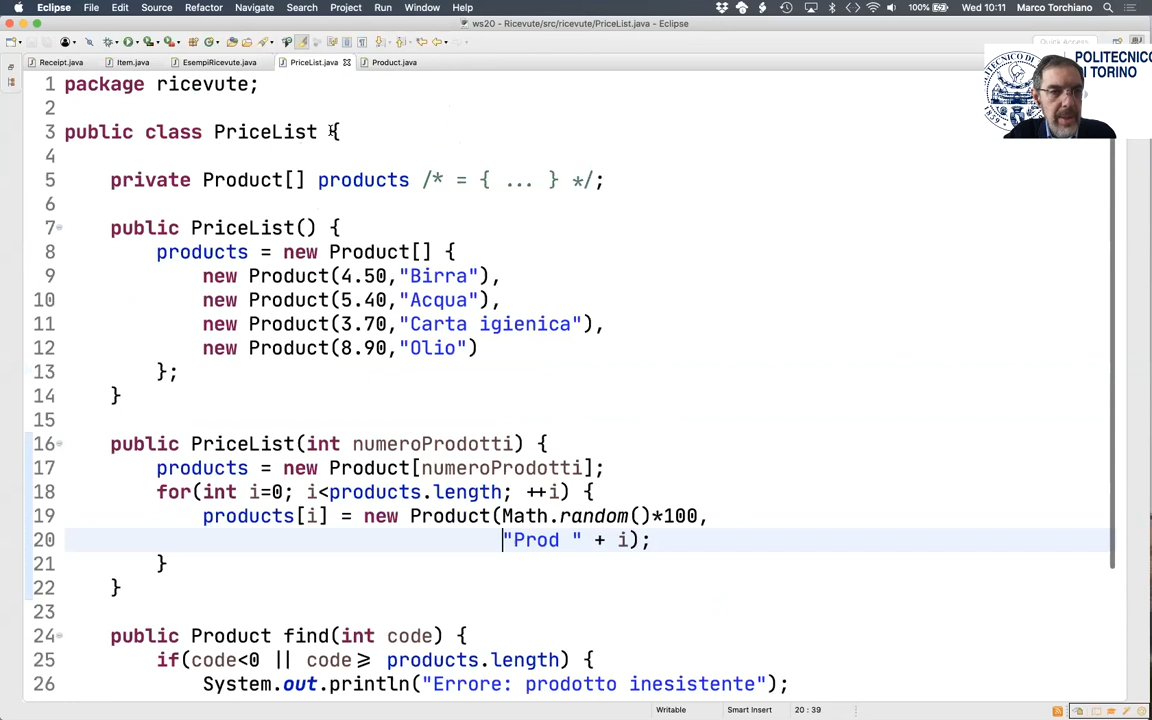 Eclipse File Edit Source Refactor Navigate Search Project Run Window Help 100% Wed 10:11 Marco Torchiano
ws20 - Ricevute/src/ricevute/PriceList.java - Eclipse
Quick Access
Receipt.java Item.java EsempiRicevute.java PriceList.java Product.java
POLITECNICO
DI TORINO
1 package ricevute;
2
3 public class PriceList {
4
5 private Product[] products /* = { ... } */;
6
7 public PriceList() {
8 products = new Product[] {
9 new Product(4.50,"Birra"),
10 new Product(5.40,"Acqua"),
11 new Product(3.70,"Carta igienica"),
12 new Product(8.90,"Olio")
13 };
14 }
15
16 public PriceList(int numeroProdotti) {
17 products = new Product[numeroProdotti];
18 for(int i=0; i<products.length; ++i) {
19 products[i] = new Product(Math.random()*100,
20 "Prod " + i);
21 }
22 }
23
24 public Product find(int code) {
25 if(code<0 || code>= products.length) {
26 System.out.println("Errore: prodotto inesistente");
Writable Smart Insert 20 : 39